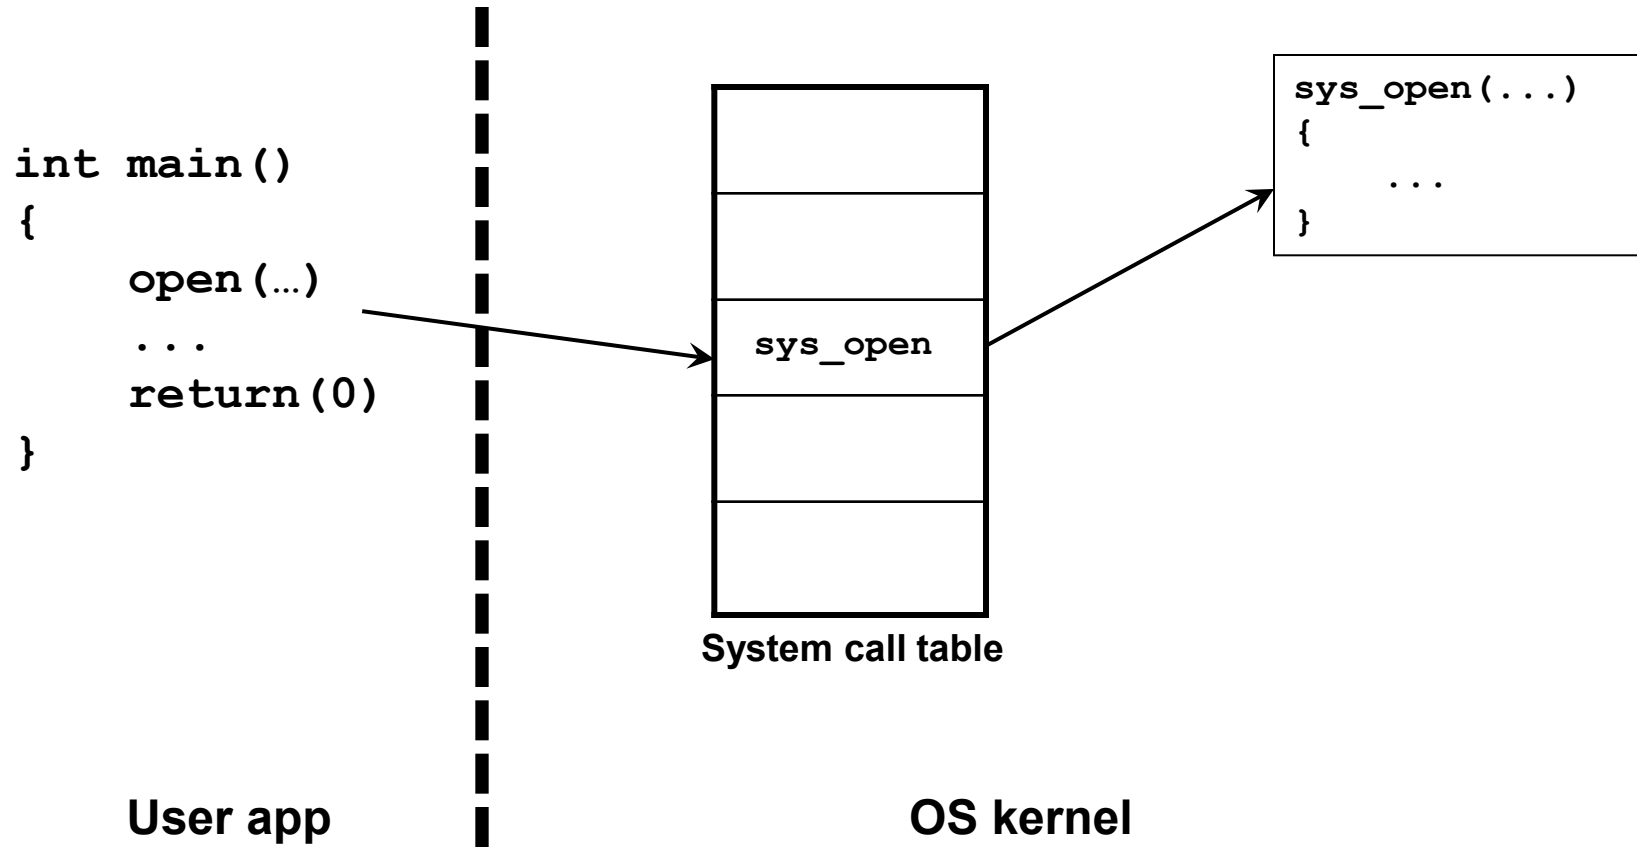 int main()
{
open(…)
...
return(0)
}
sys_open
System call table
sys_open(...)
{
...
}
User app
OS kernel